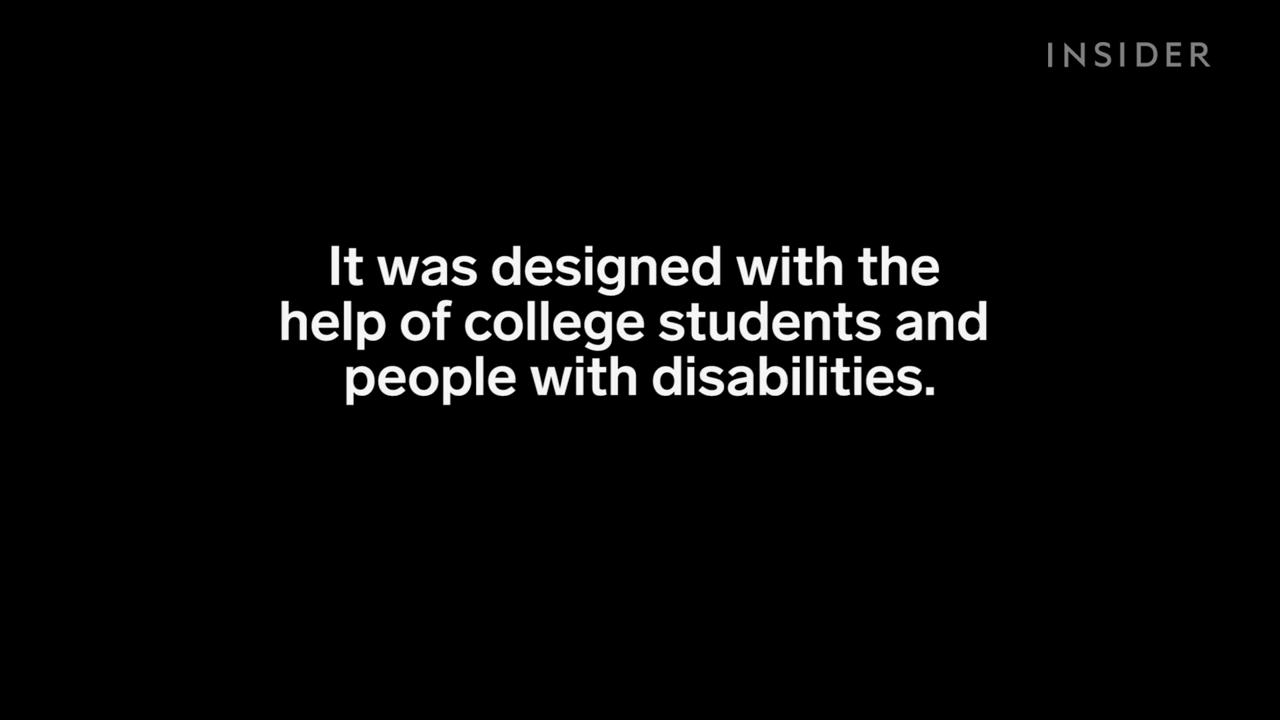 INSIDER
It was designed with the
help of college students and
people with disabilities.